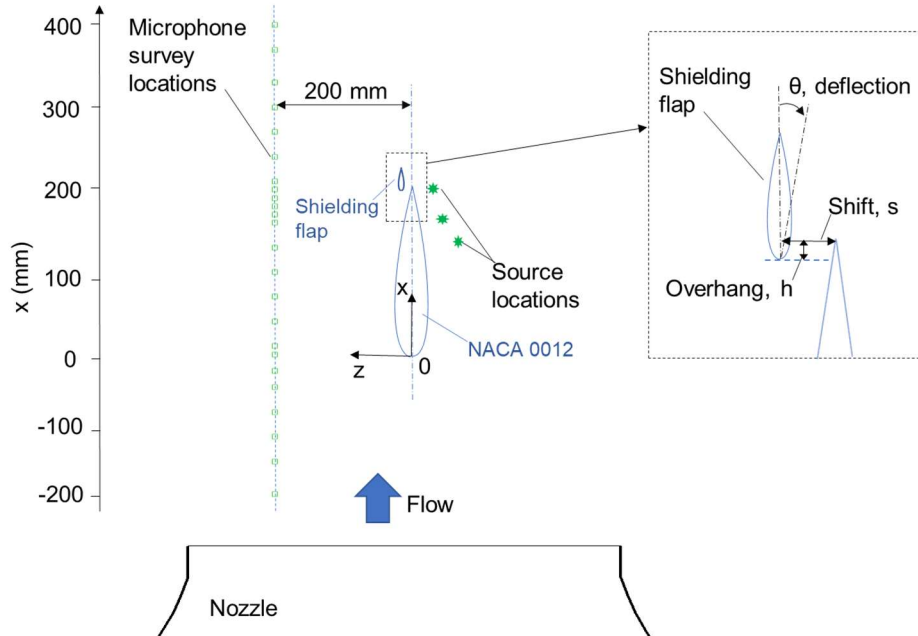 400
300
200
100
0
-100
-200
x (mm)
Microphone
survey
locations
200 mm
Shielding
flap
Source
locations
x
z
0
NACA 0012
Flow
Nozzle
Shielding
flap
θ, deflection
Shift, s
Overhang, h